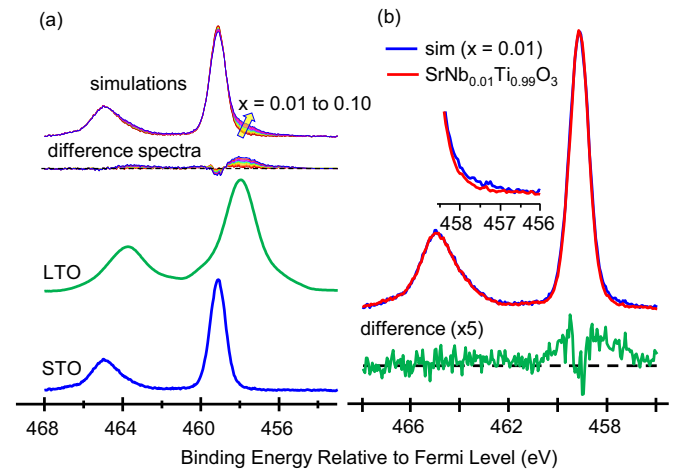 (a)
simulations
x = 0.01 to 0.10
difference spectra
LTO
STO
468 464 460 456
(b)
sim (x = 0.01)
SrNb0.01Ti0.99O3
458 457 456
difference (x5)
466 462 458
Binding Energy Relative to Fermi Level (eV)